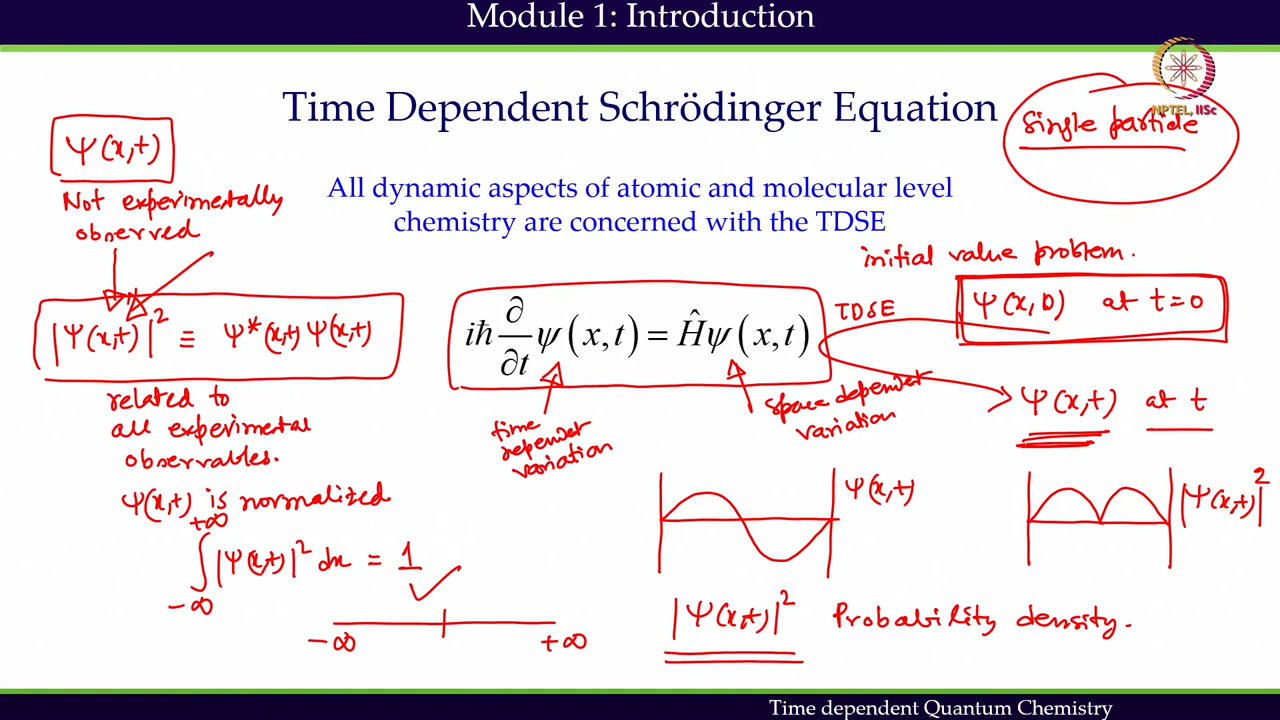 Module 1: Introduction
NPTEL, IISc
Time Dependent Schrödinger Equation
single particle
All dynamic aspects of atomic and molecular level
chemistry are concerned with the TDSE
Ψ(x,t)
Not experimentally
observed
|Ψ(x,t)|² ≡ Ψ*(x,t) Ψ(x,t)
related to
all experimental
observables.
Ψ(x,t) is normalized
∫₋∞⁺∞ |Ψ(x,t)|² dx = 1
-∞ +∞
iħ ∂/∂t ψ(x,t) = Ĥψ(x,t)
time
dependent
variation
space dependent
variation
initial value problem.
TDSE
Ψ(x,0) at t=0
Ψ(x,t) at t
Ψ(x,t)
|Ψ(x,t)|²
|Ψ(x,t)|² Probability density.
Time dependent Quantum Chemistry